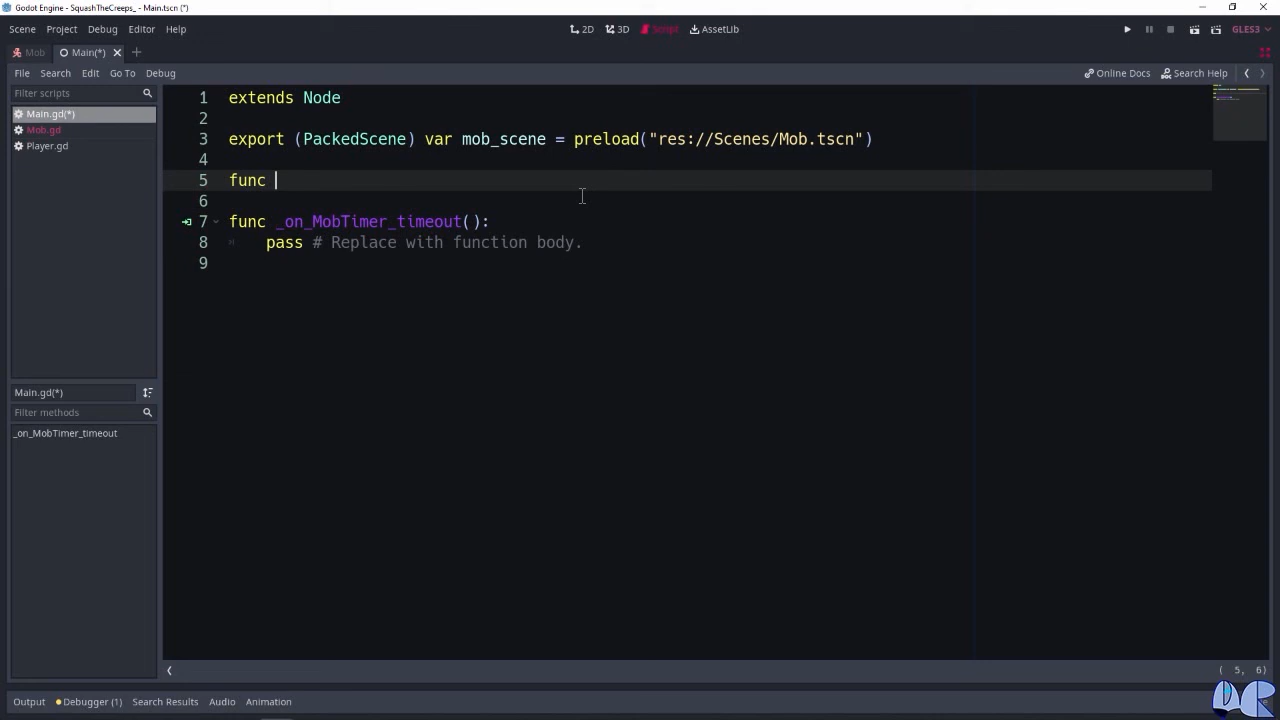 Godot Engine - SquashTheCreeps_ - Main.tscn (*)
Scene Project Debug Editor Help
2D 3D Script AssetLib
GLES3
Mob Main(*)
File Search Edit Go To Debug
Online Docs Search Help
Filter scripts
Main.gd(*)
Mob.gd
Player.gd
Main.gd(*)
Filter methods
_on_MobTimer_timeout
1 extends Node
2
3 export (PackedScene) var mob_scene = preload("res://Scenes/Mob.tscn")
4
5 func
6
7 func _on_MobTimer_timeout():
8 pass # Replace with function body.
9
( 5, 6)
Output Debugger (1) Search Results Audio Animation